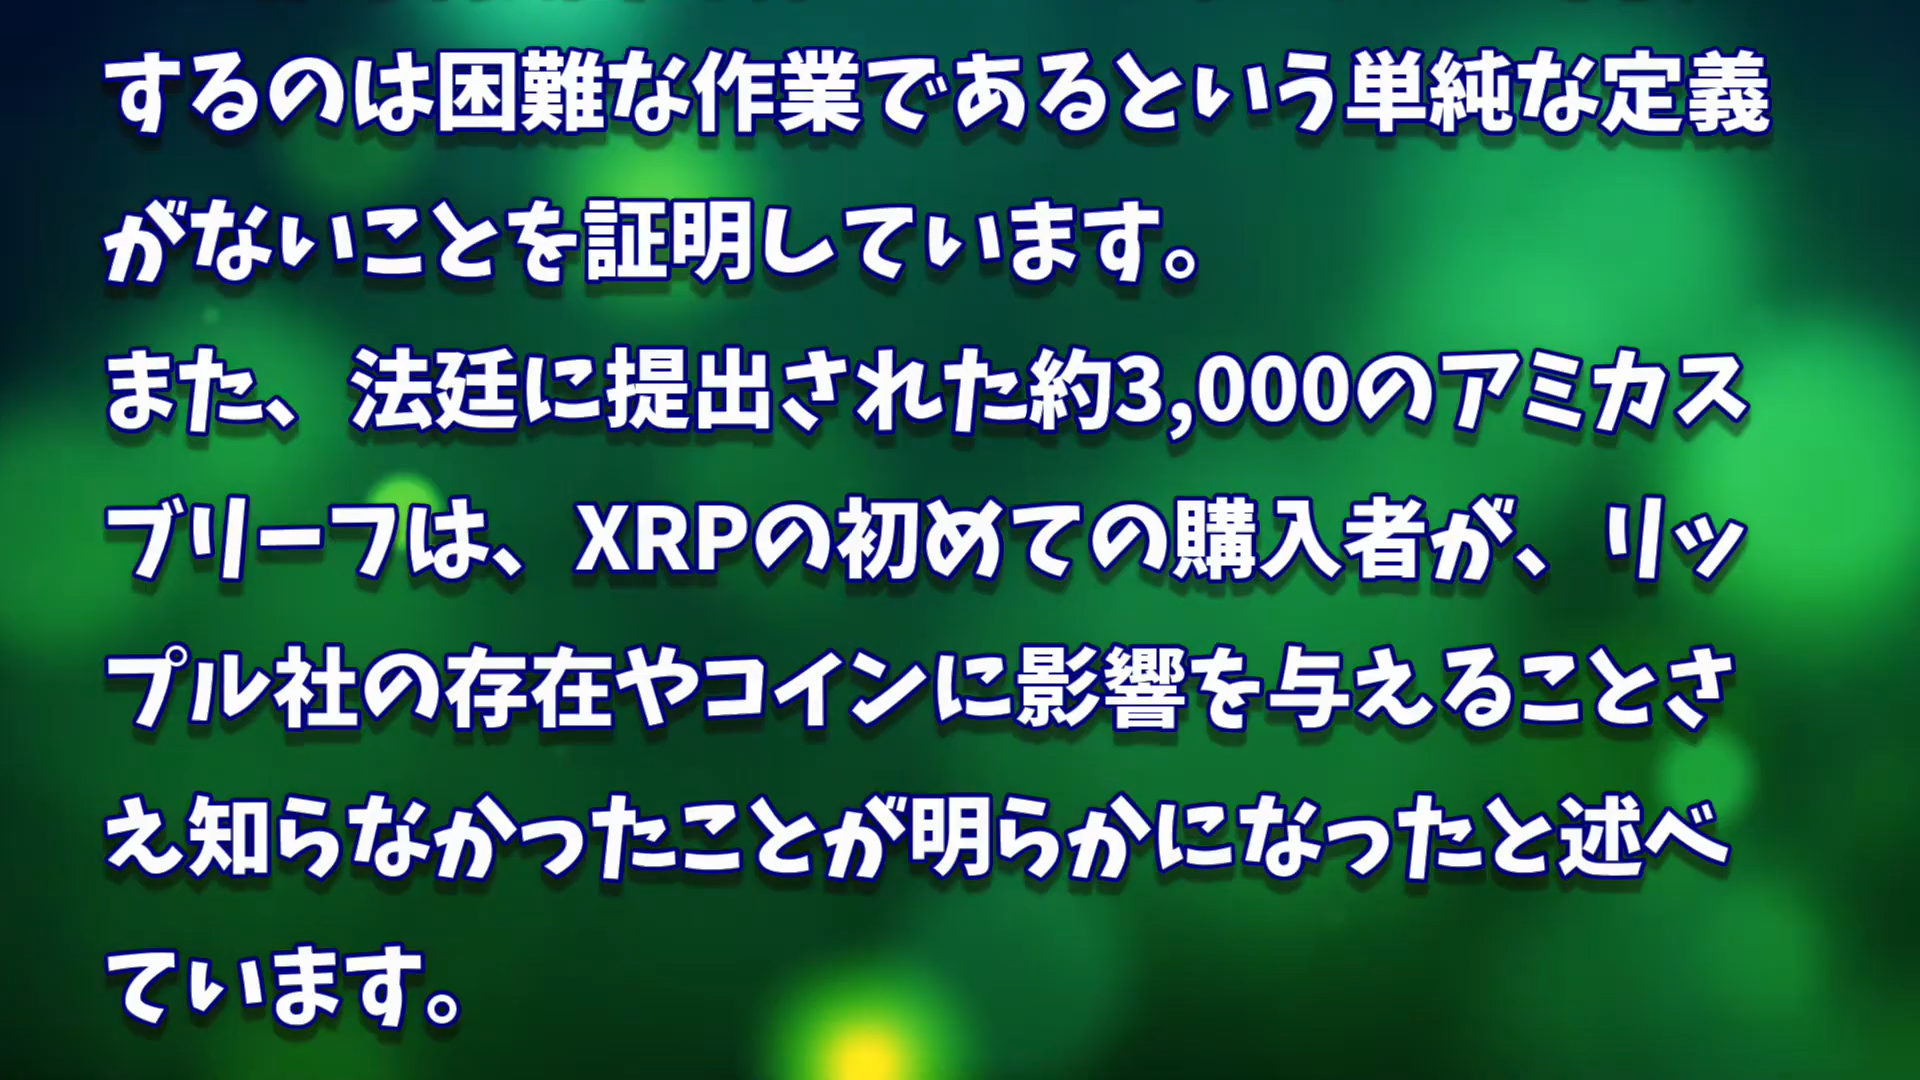 するのは困難な作業であるという単純な定義
がないことを証明しています。
また、法廷に提出された約3,000のアミカス
ブリーフは、XRPの初めての購入者が、リッ
プル社の存在やコインに影響を与えることさ
え知らなかったことが明らかになったと述べ
ています。